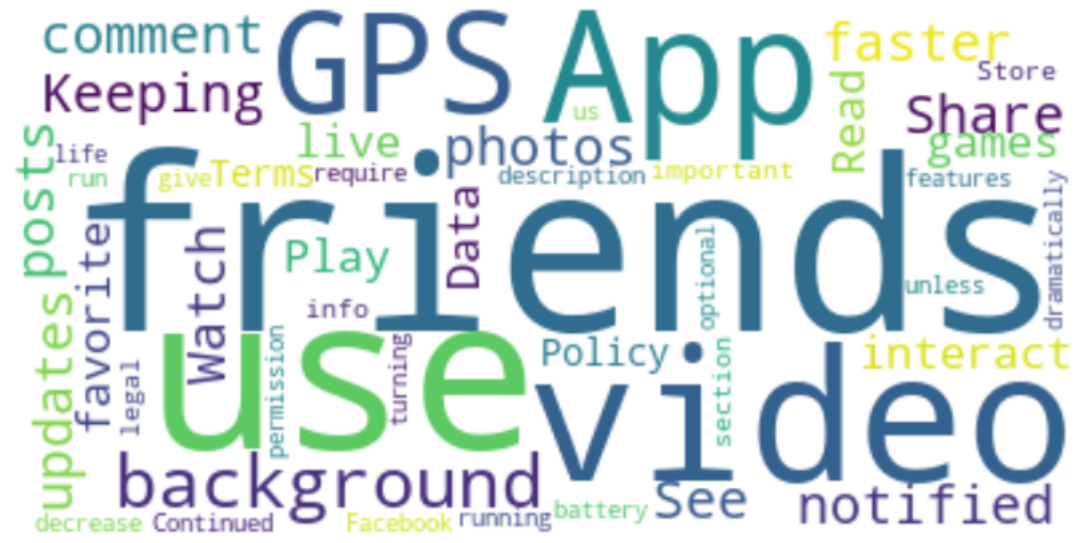 comment GPS App faster
Keeping us Store
Share
live photos Read games
life
run give Terms require description important features
posts
friends
favorite Watch Play Data optional unless dramatically
info
updates use Policy interact
legal permission turning video section
background See notified
decrease Continued Facebook running battery